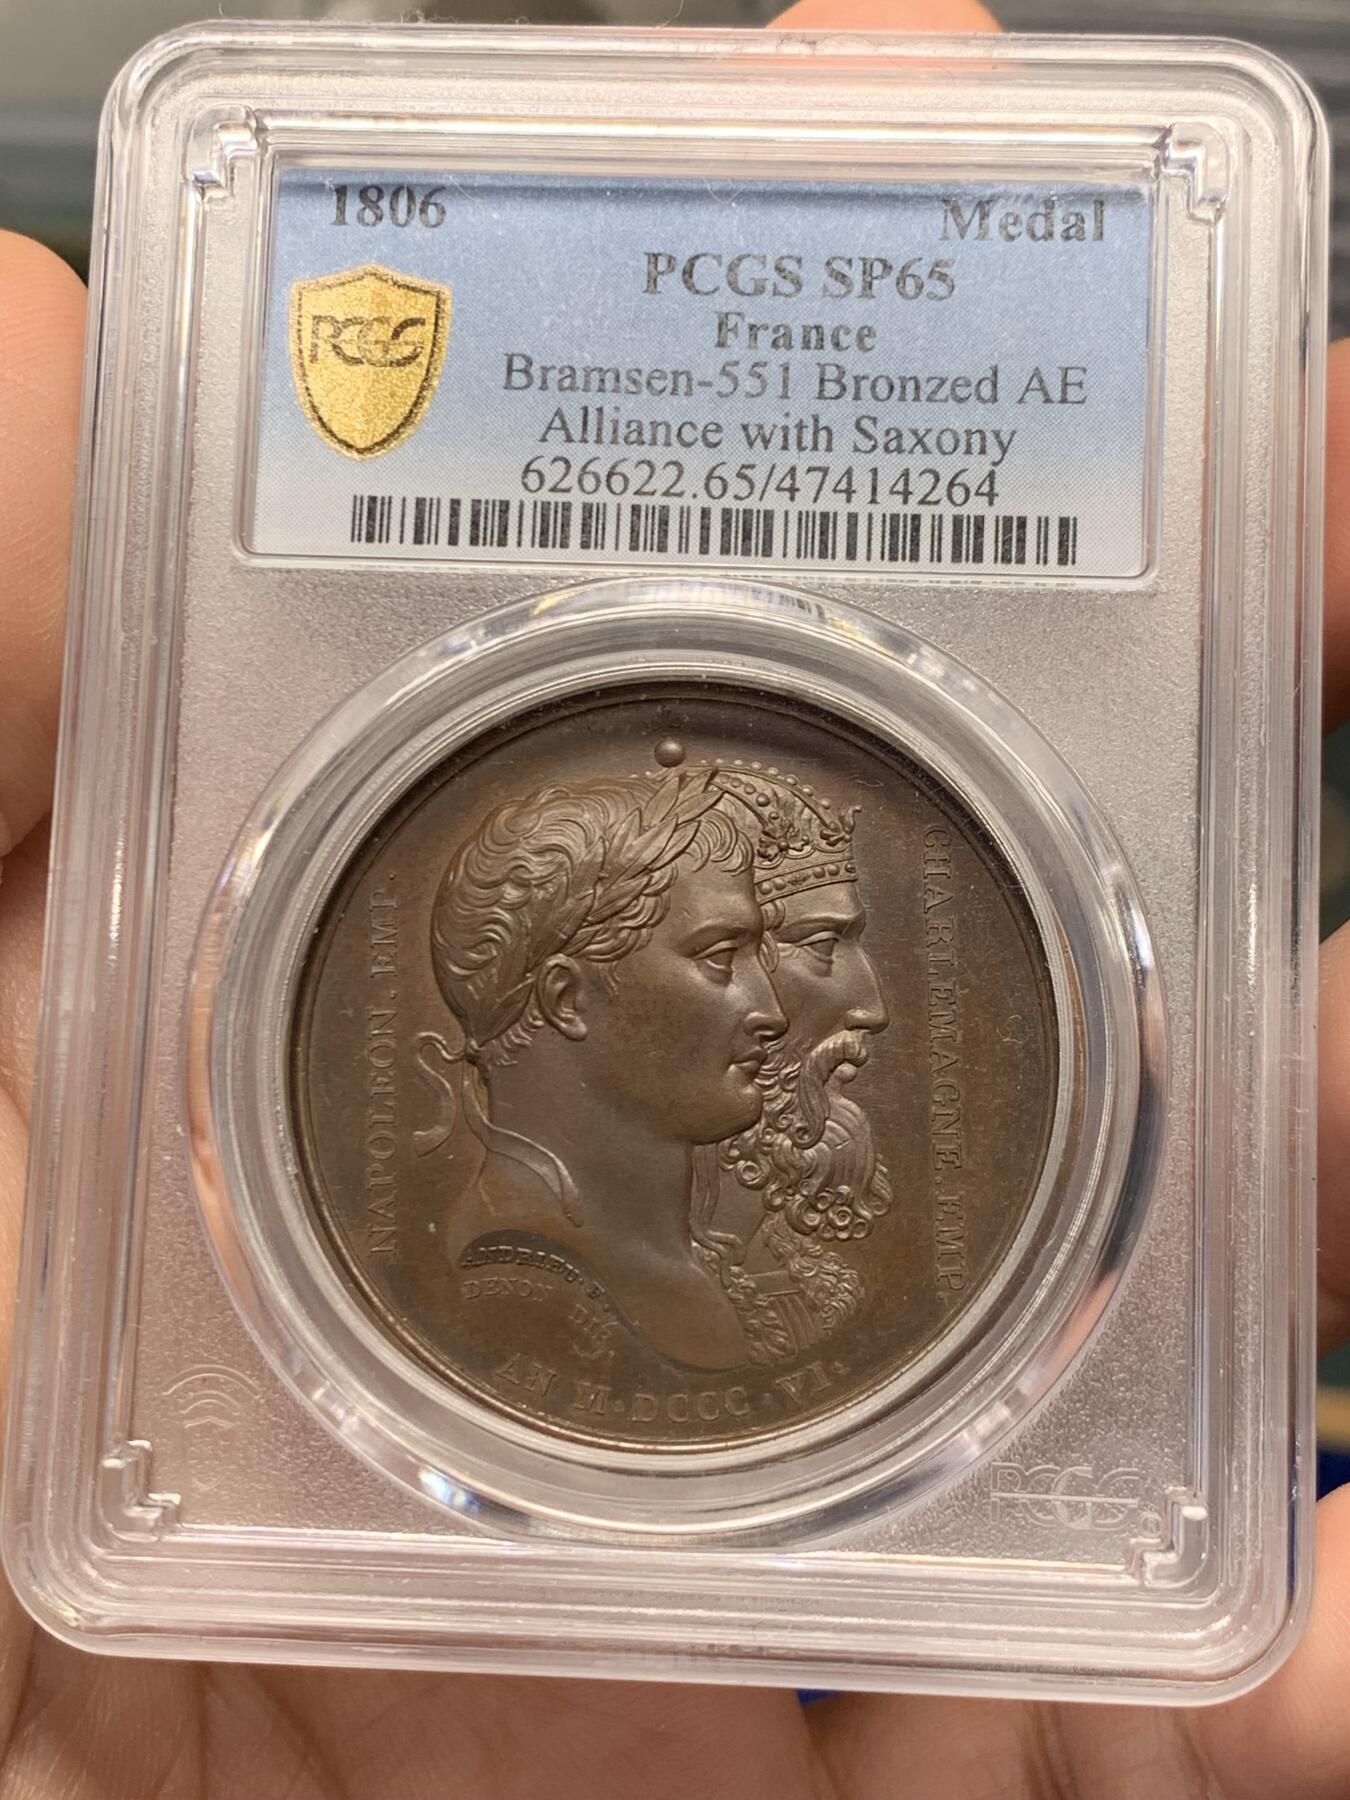 1806
Medal
PCGS SP65
France
PCGS
Bramsen-551 Bronzed AE
Alliance with Saxony
626622.65/47414264
NAPOLEON. EMP.
CHARLEMAGNE. EMP.
ANDRIEU. F.
DENON DIR.
AN M·DCCC·VI·
PCGS